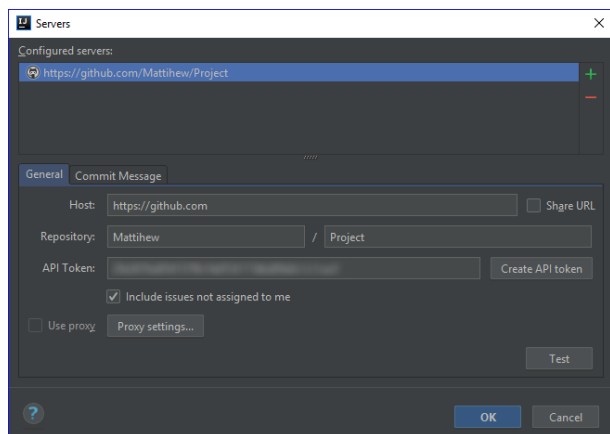 Servers
Configured servers:
https://github.com/Mattihew/Project
General Commit Message
Host: https://github.com Share URL
Repository: Mattihew / Project
API Token: Create API token
Include issues not assigned to me
Use proxy Proxy settings...
Test
? OK Cancel